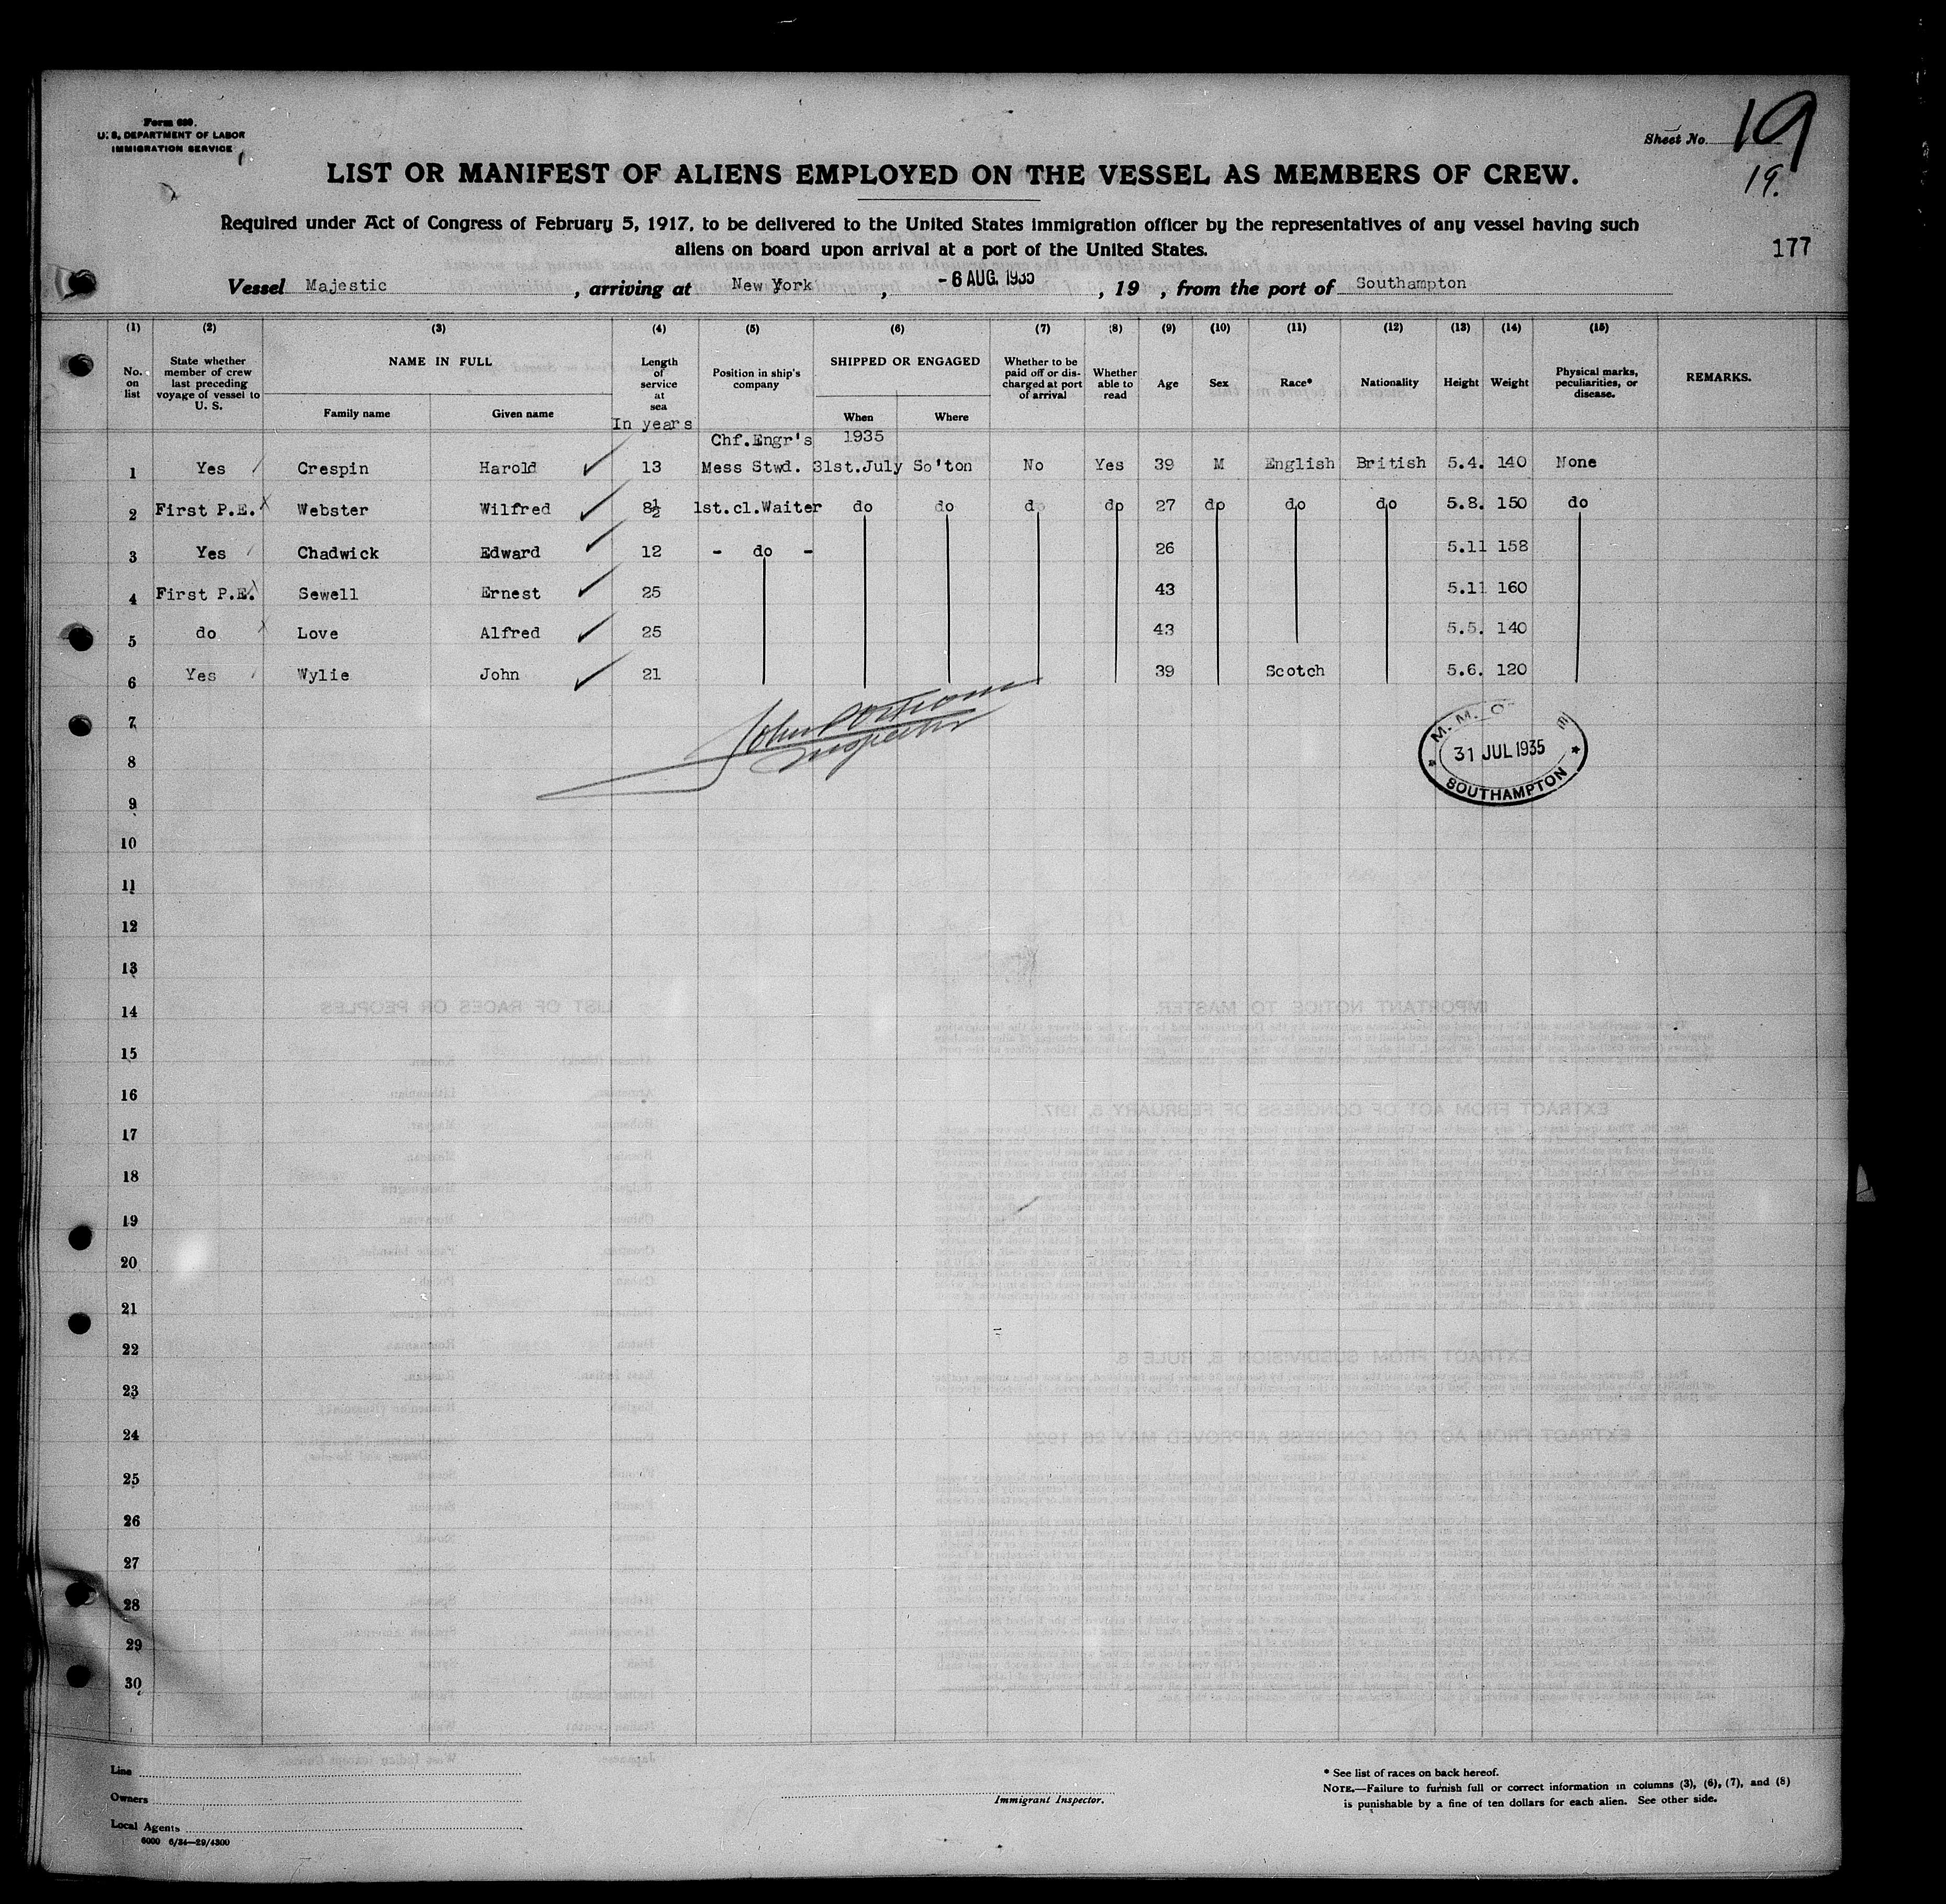 Form 680.
U. S. DEPARTMENT OF LABOR
IMMIGRATION SERVICE
Sheet No. 19
19.
LIST OR MANIFEST OF ALIENS EMPLOYED ON THE VESSEL AS MEMBERS OF CREW.
Required under Act of Congress of February 5, 1917, to be delivered to the United States immigration officer by the representatives of any vessel having such
aliens on board upon arrival at a port of the United States.
177
Vessel Majestic, arriving at New York, - 6 AUG. 1935, 19 , from the port of Southampton
(1) (2) (3) (4) (5) (6) (7) (8) (9) (10) (11) (12) (13) (14) (15)
No. on list
State whether member of crew last preceding voyage of vessel to U. S.
NAME IN FULL
Family name Given name
Length of service at sea
In years
Position in ship's company
SHIPPED OR ENGAGED
When Where
Whether to be paid off or discharged at port of arrival
Whether able to read
Age
Sex
Race*
Nationality
Height
Weight
Physical marks, peculiarities, or disease.
REMARKS.
Chf.Engr's 1935
1 Yes Crespin Harold 13 Mess Stwd. 31st.July So'ton No Yes 39 M English British 5.4. 140 None
2 First P.E. Webster Wilfred 8½ 1st.cl.Waiter do do do do 27 do do do 5.8. 150 do
3 Yes Chadwick Edward 12 - do - 26 5.11 158
4 First P.E. Sewell Ernest 25 43 5.11 160
5 do Love Alfred 25 43 5.5. 140
6 Yes Wylie John 21 39 Scotch 5.6. 120
7
John
Inspector
M. M. O.
31 JUL 1935
SOUTHAMPTON
8
9
10
11
12
13
14
15
16
17
18
19
20
21
22
23
24
25
26
27
28
29
30
Line
Owners
Local Agents
6000 6/34—29/4300
Immigrant Inspector.
* See list of races on back hereof.
NOTE.—Failure to furnish full or correct information in columns (3), (6), (7), and (8)
is punishable by a fine of ten dollars for each alien. See other side.